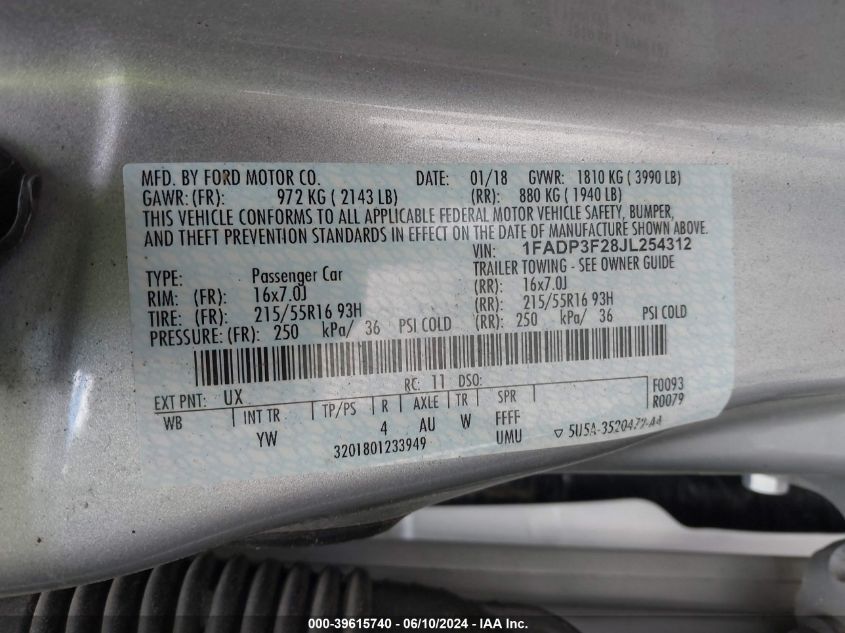 MFD. BY FORD MOTOR CO. DATE: 01/18 GVWR: 1810 KG ( 3990 LB)
GAWR: (FR): 972 KG ( 2143 LB) (RR): 880 KG ( 1940 LB)
THIS VEHICLE CONFORMS TO ALL APPLICABLE FEDERAL MOTOR VEHICLE SAFETY, BUMPER,
AND THEFT PREVENTION STANDARDS IN EFFECT ON THE DATE OF MANUFACTURE SHOWN ABOVE.
VIN: 1FADP3F28JL254312
TYPE: Passenger Car TRAILER TOWING - SEE OWNER GUIDE
RIM: (FR): 16x7.0J (RR): 16x7.0J
TIRE: (FR): 215/55R16 93H (RR): 215/55R16 93H
PRESSURE: (FR): 250 kPa/ 36 PSI COLD (RR): 250 kPa/ 36 PSI COLD
EXT PNT: UX RC: 11 DSO: F0093
WB INT TR TP/PS R AXLE TR SPR R0079
YW 4 AU W FFFF
3201801233949 UMU 5U5A-3520472-AA
000-39615740 - 06/10/2024 - IAA Inc.